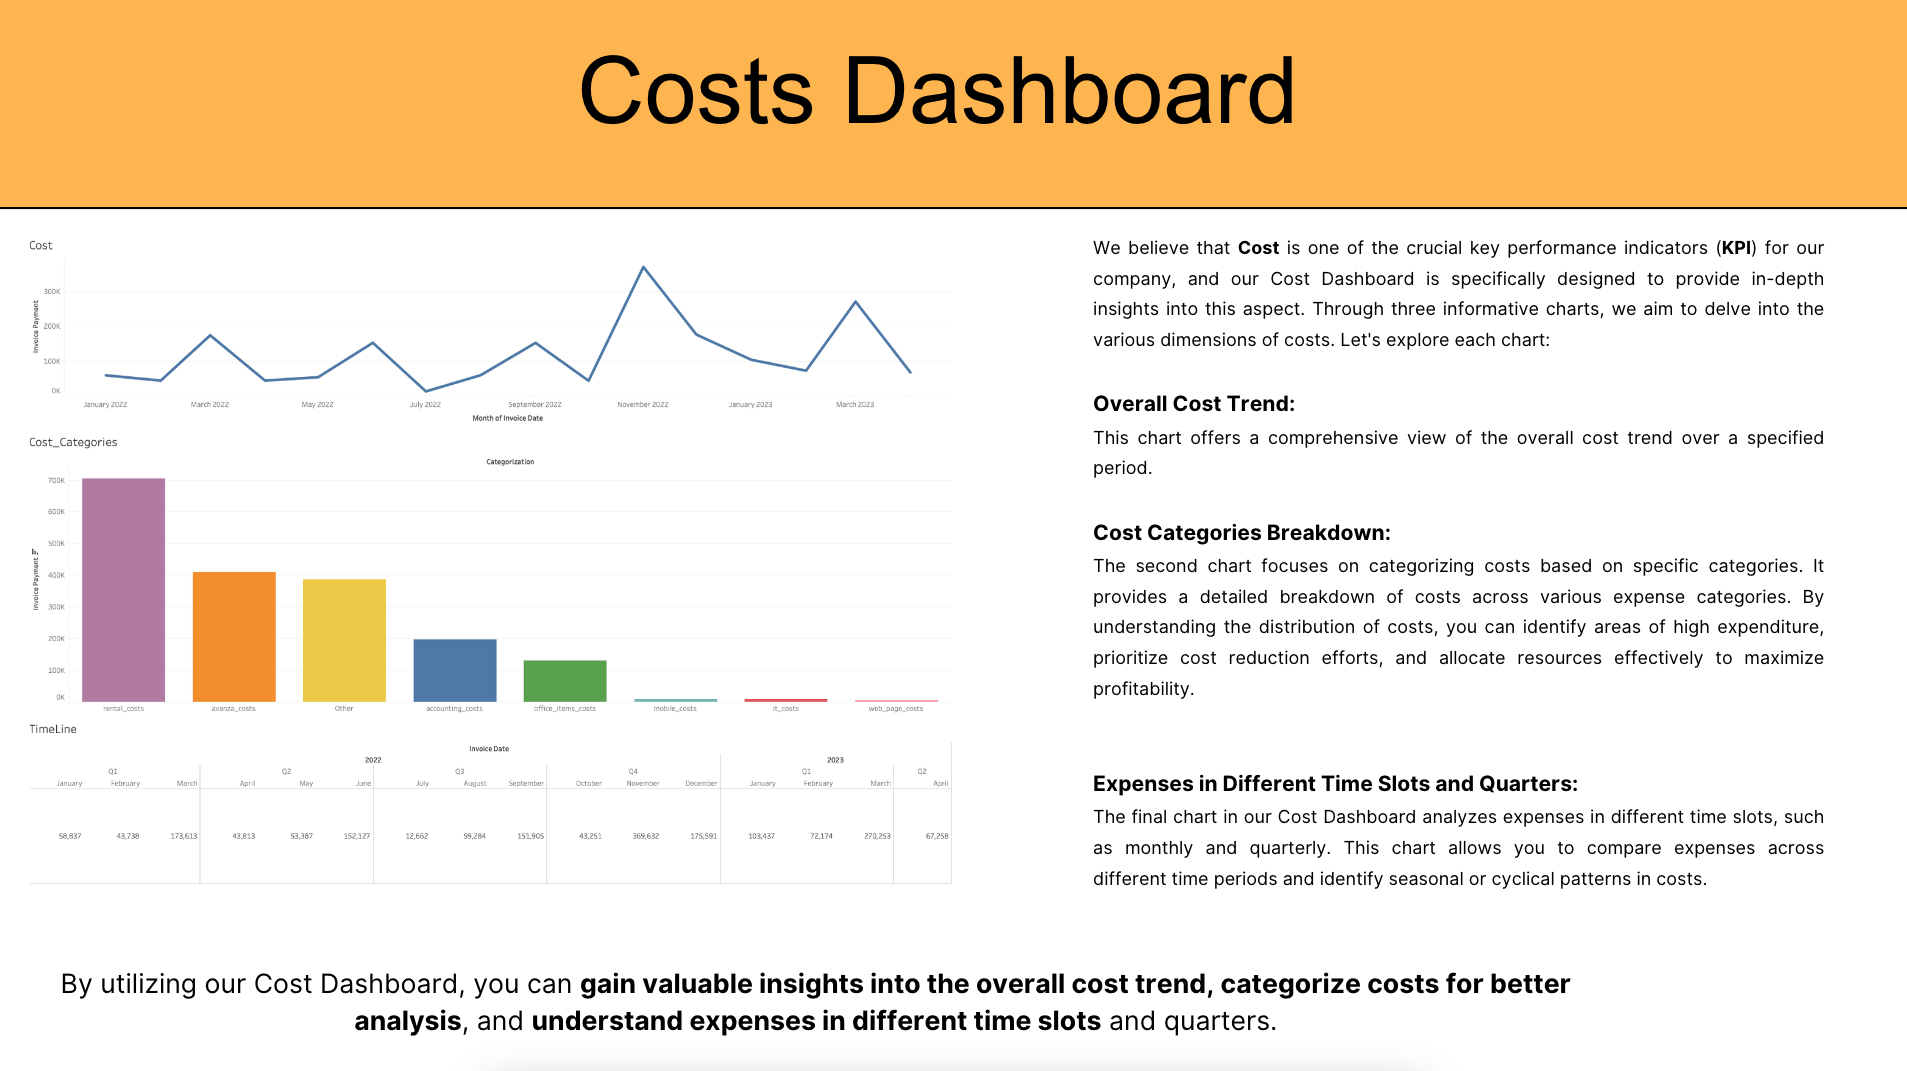 Costs Dashboard
Cost
Invoice Payment
300K
200K
100K
0K
January 2022 March 2022 May 2022 July 2022 September 2022 November 2022 January 2023 March 2023
Month of Invoice Date
Cost_Categories
Categorization
Invoice Payment
700K
600K
500K
400K
300K
200K
100K
0K
rental_costs avanza_costs Other accounting_costs office_items_costs mobile_costs it_costs web_page_costs
TimeLine
Invoice Date
2022 2023
Q1 Q2 Q3 Q4 Q1 Q2
January February March April May June July August September October November December January February March April
58,837 43,738 173,613 43,813 53,387 152,127 12,662 59,284 151,905 43,251 369,632 175,591 103,437 72,174 270,253 67,258
We believe that Cost is one of the crucial key performance indicators (KPI) for our
company, and our Cost Dashboard is specifically designed to provide in-depth
insights into this aspect. Through three informative charts, we aim to delve into the
various dimensions of costs. Let's explore each chart:
Overall Cost Trend:
This chart offers a comprehensive view of the overall cost trend over a specified
period.
Cost Categories Breakdown:
The second chart focuses on categorizing costs based on specific categories. It
provides a detailed breakdown of costs across various expense categories. By
understanding the distribution of costs, you can identify areas of high expenditure,
prioritize cost reduction efforts, and allocate resources effectively to maximize
profitability.
Expenses in Different Time Slots and Quarters:
The final chart in our Cost Dashboard analyzes expenses in different time slots, such
as monthly and quarterly. This chart allows you to compare expenses across
different time periods and identify seasonal or cyclical patterns in costs.
By utilizing our Cost Dashboard, you can gain valuable insights into the overall cost trend, categorize costs for better
analysis, and understand expenses in different time slots and quarters.